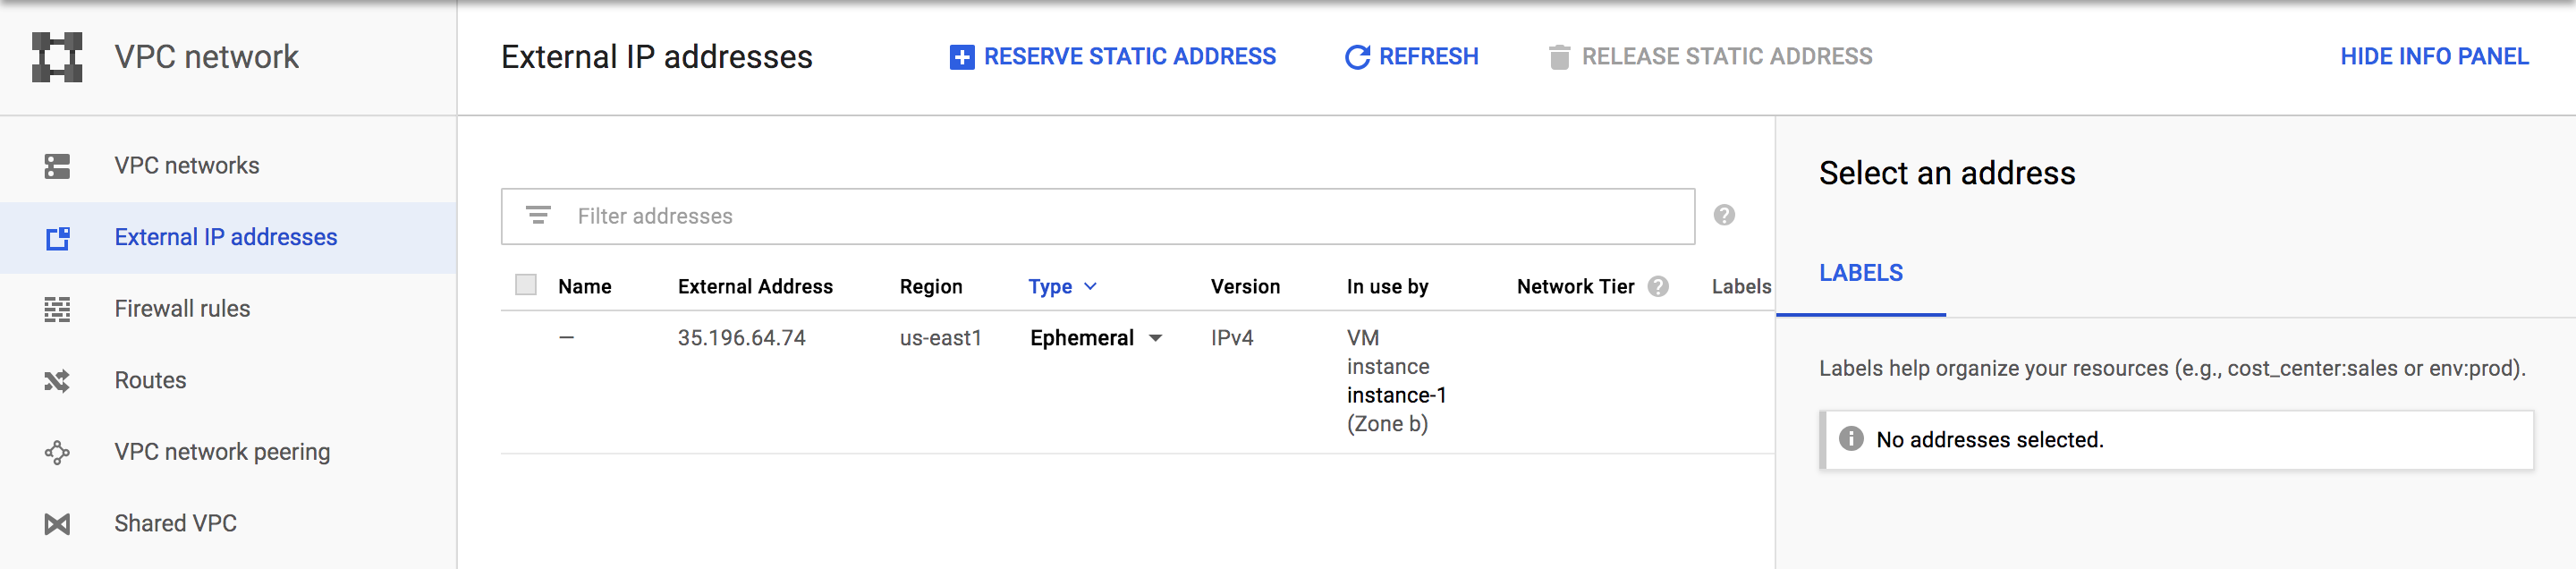 VPC network
External IP addresses
RESERVE STATIC ADDRESS
REFRESH
RELEASE STATIC ADDRESS
HIDE INFO PANEL
VPC networks
External IP addresses
Firewall rules
Routes
VPC network peering
Shared VPC
Filter addresses
Name External Address Region Type Version In use by Network Tier Labels
— 35.196.64.74 us-east1 Ephemeral IPv4 VM
instance
instance-1
(Zone b)
Select an address
LABELS
Labels help organize your resources (e.g., cost_center:sales or env:prod).
No addresses selected.